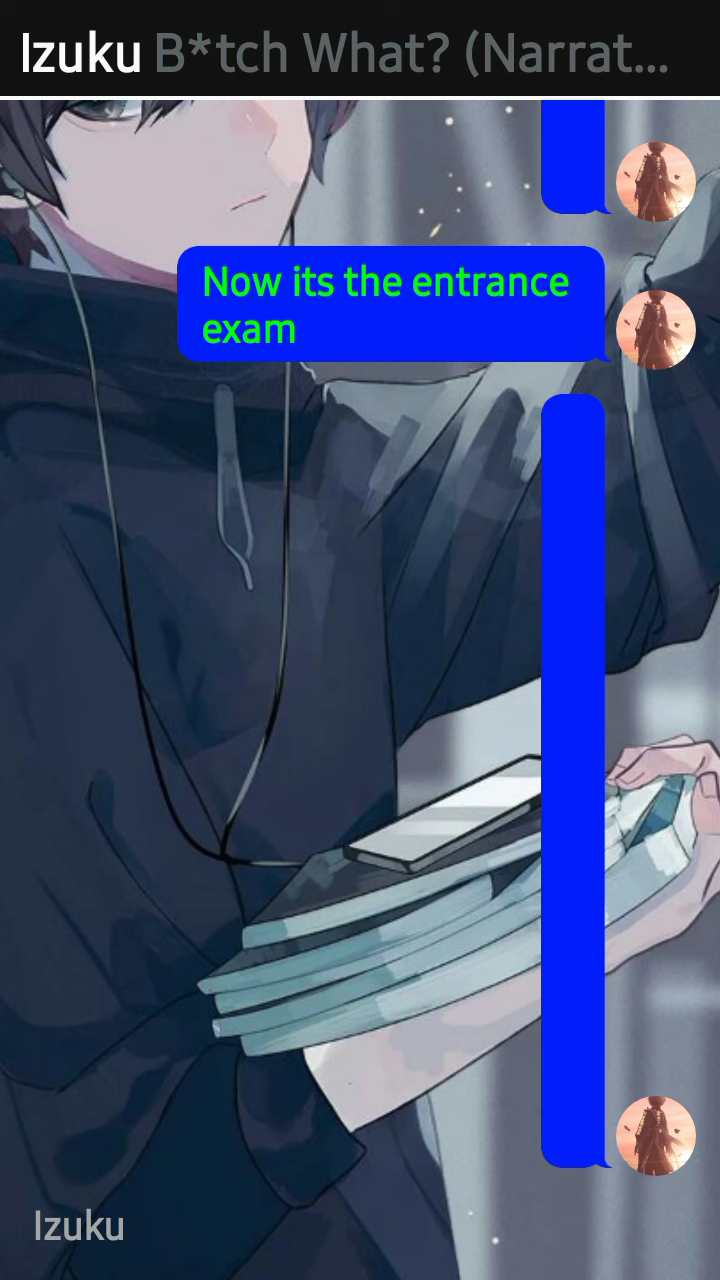 Izuku B*tch What? (Narrat...
Now its the entrance
exam
Izuku